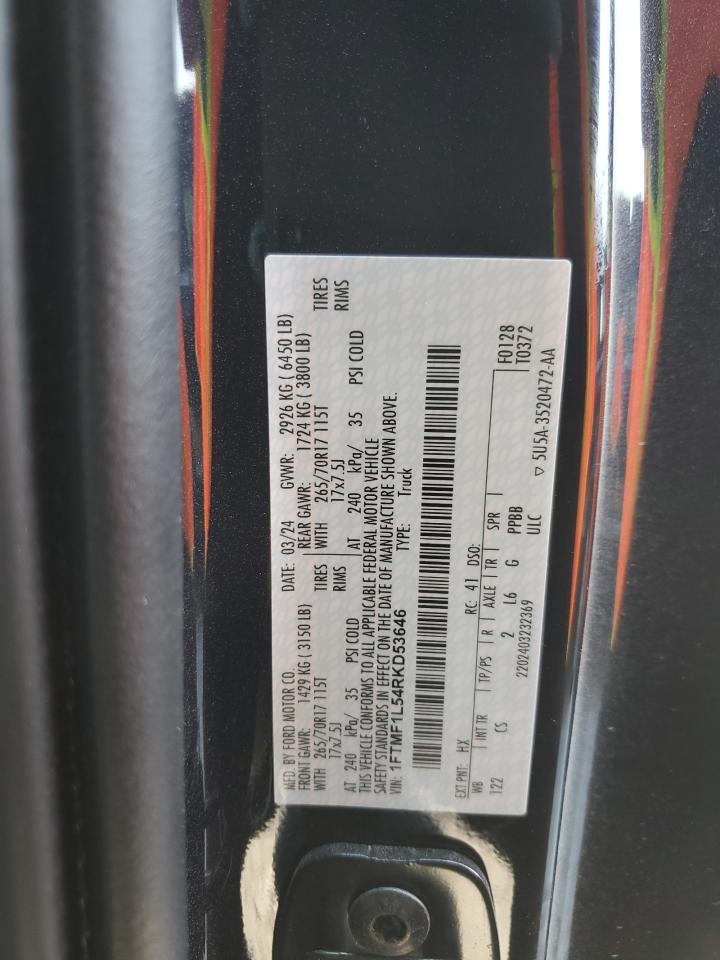 MFD. BY FORD MOTOR CO. DATE: 03/24 GVWR: 2926 KG ( 6450 LB)
FRONT GAWR: 1429 KG ( 3150 LB) REAR GAWR: 1724 KG ( 3800 LB)
WITH 265/70R17 115T TIRES WITH 265/70R17 115T TIRES
17x7.5J RIMS 17x7.5J RIMS
AT 240 kPa/ 35 PSI COLD AT 240 kPa/ 35 PSI COLD
THIS VEHICLE CONFORMS TO ALL APPLICABLE FEDERAL MOTOR VEHICLE
SAFETY STANDARDS IN EFFECT ON THE DATE OF MANUFACTURE SHOWN ABOVE.
VIN: 1FTMF1L54RKD53646 TYPE: Truck
EXT PNT: HX RC: 41 DSO: F0128
WB INT TR TP/PS R AXLE TR SPR T0372
122 CS 2 L6 G PPBB
2202403232369 ULC ▽ 5U5A-3520472-AA